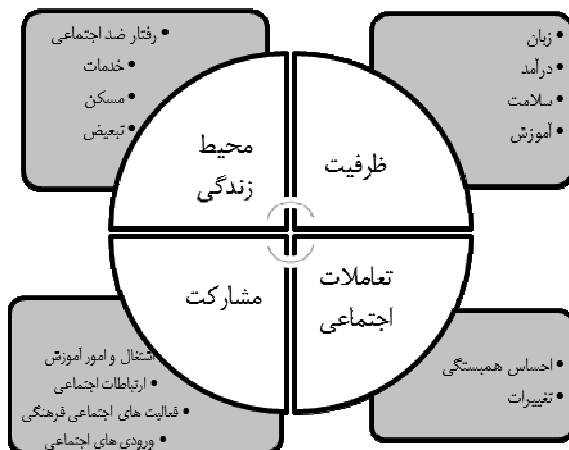 • زبان
• درآمد
• سلامت
• آموزش
ظرفیت
• رفتار ضد اجتماعی
• خدمات
• مسکن
• تبعیض
محیط
زندگی
تعاملات
اجتماعی
• احساس همبستگی
• تغییرات
مشارکت
اشتغال و امور آموزش
• ارتباطات اجتماعی
• فعالیت های اجتماعی فرهنگی
• ورودی های اجتماعی